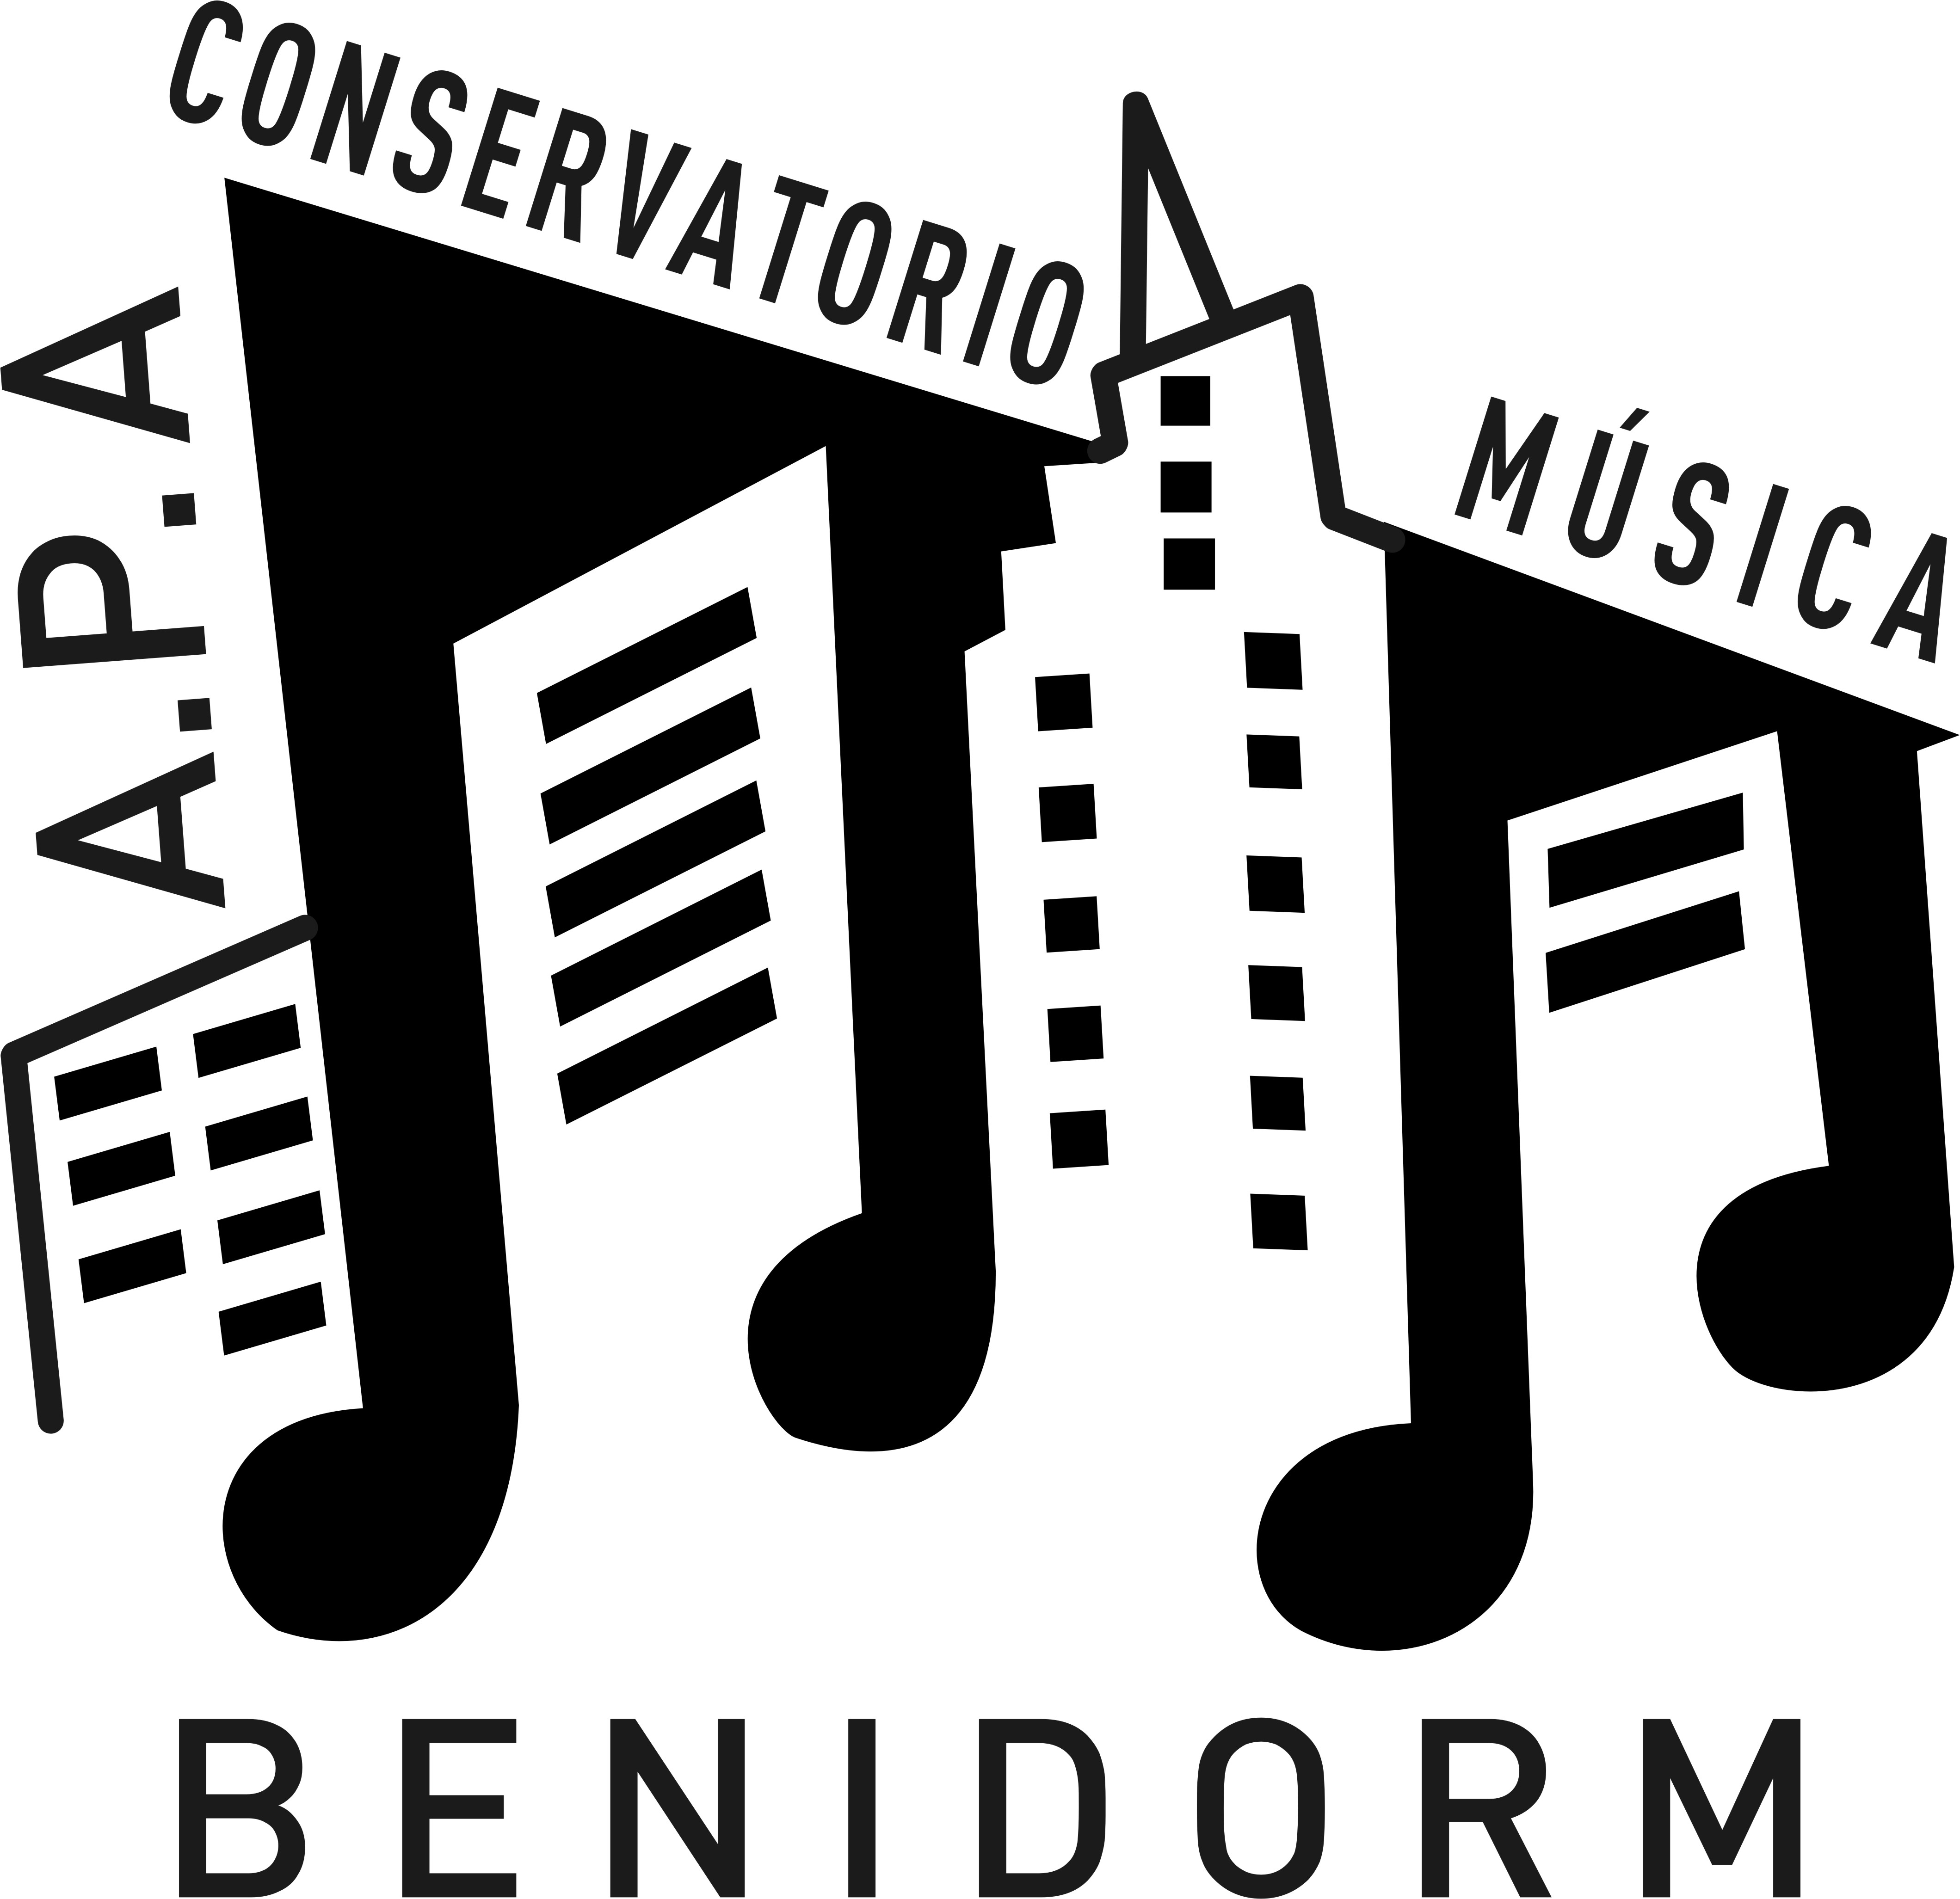 CONSERVATORIO MÚSICA
A.P.A
BENIDORM